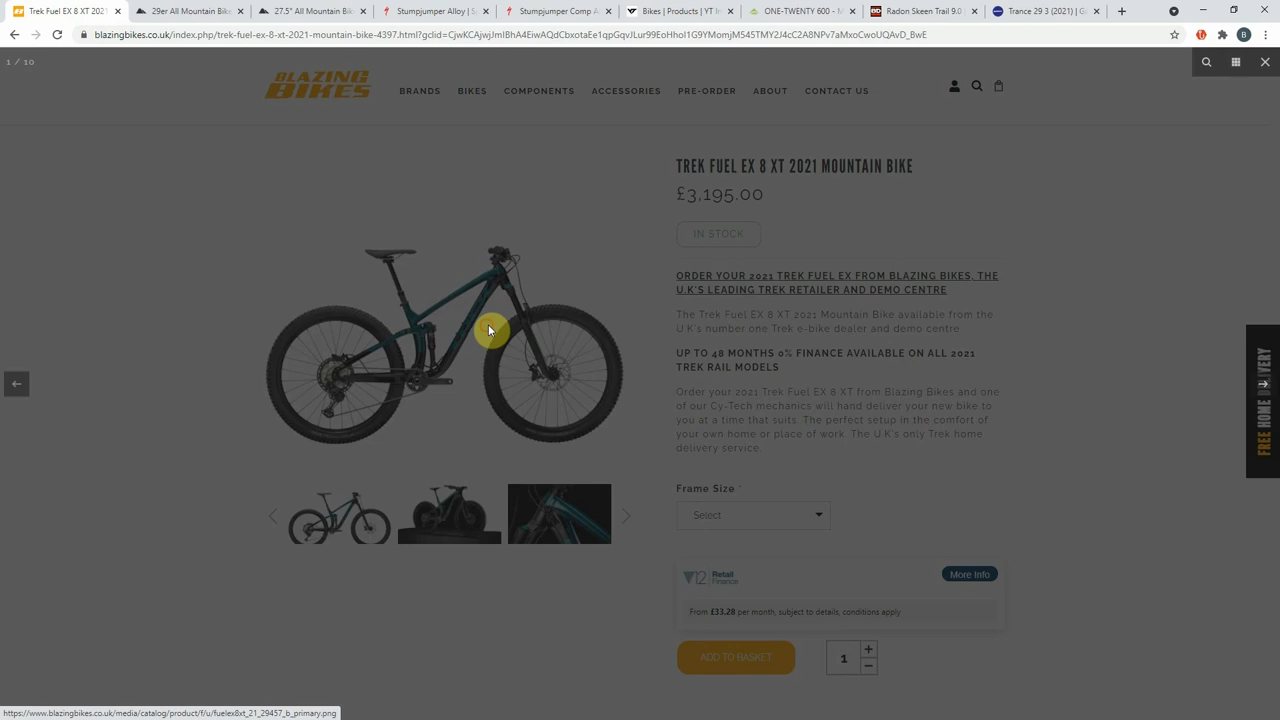 Trek Fuel EX 8 XT 2021
29er All Mountain Bike
27.5" All Mountain Bi
Stumpjumper Alloy | S
Stumpjumper Comp A
Bikes | Products | YT In
ONE-TWENTY 600 - M
Radon Skeen Trail 9.0
Trance 29 3 (2021) | G
blazingbikes.co.uk/index.php/trek-fuel-ex-8-xt-2021-mountain-bike-4397.html?gclid=CjwKCAjwjJmIBhA4EiwAQdCbxotaEe1qpGqvJLur99EoHhoI1G9YMomjM545TMY2J4cC2A8NPv7aMxoCwoUQAvD_BwE
B
1 / 10
BLAZING
BIKES
BRANDS
BIKES
COMPONENTS
ACCESSORIES
PRE-ORDER
ABOUT
CONTACT US
TREK FUEL EX 8 XT 2021 MOUNTAIN BIKE
£3,195.00
IN STOCK
ORDER YOUR 2021 TREK FUEL EX FROM BLAZING BIKES, THE
U.K'S LEADING TREK RETAILER AND DEMO CENTRE
The Trek Fuel EX 8 XT 2021 Mountain Bike available from the
U.K's number one Trek e-bike dealer and demo centre
UP TO 48 MONTHS 0% FINANCE AVAILABLE ON ALL 2021
TREK RAIL MODELS
Order your 2021 Trek Fuel EX 8 XT from Blazing Bikes and one
of our Cy-Tech mechanics will hand deliver your new bike to
you at a time that suits. The perfect setup in the comfort of
your own home or place of work. The U.K's only Trek home
delivery service.
Frame Size *
Select
V12 Retail
Finance
More Info
From £33.28 per month, subject to details, conditions apply
ADD TO BASKET
1
+
−
FREE HOME DELIVERY
https://www.blazingbikes.co.uk/media/catalog/product/f/u/fuelex8xt_21_29457_b_primary.png